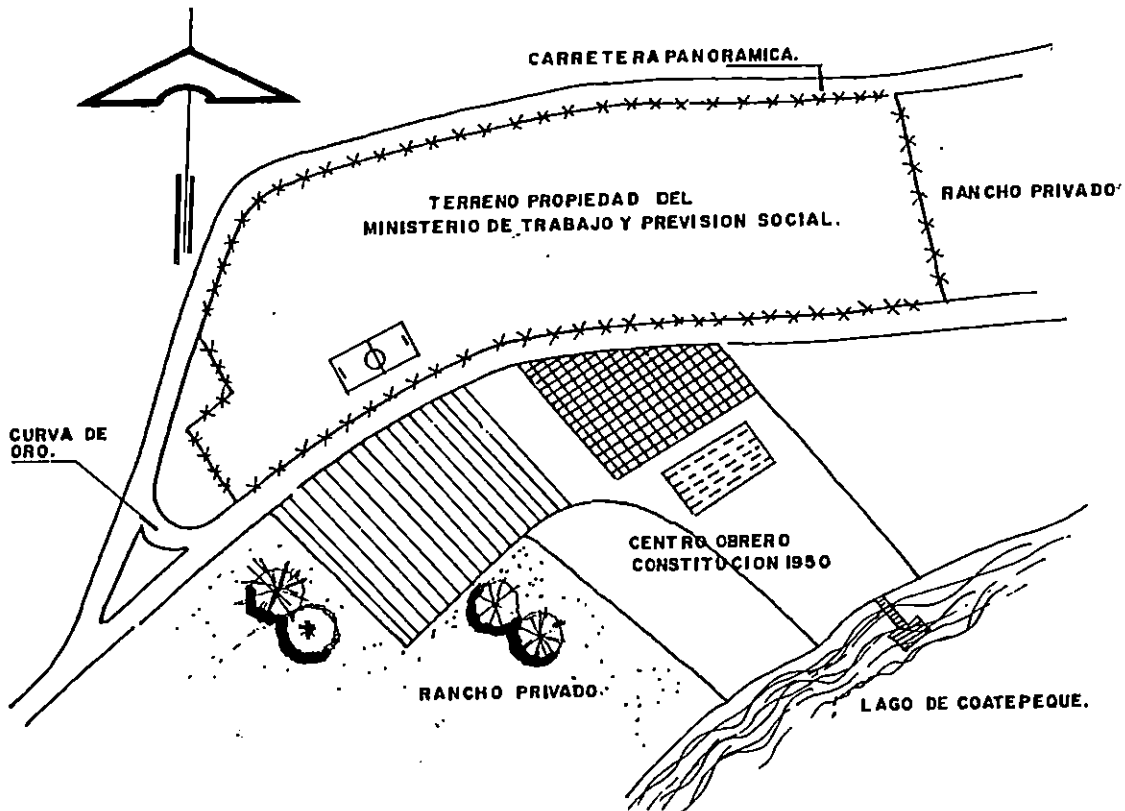 CARRETERA PANORAMICA.
TERRENO PROPIEDAD DEL
MINISTERIO DE TRABAJO Y PREVISION SOCIAL.
RANCHO PRIVADO
CURVA DE
ORO.
CENTRO OBRERO
CONSTITUCION 1950
RANCHO PRIVADO.
LAGO DE COATEPEQUE.